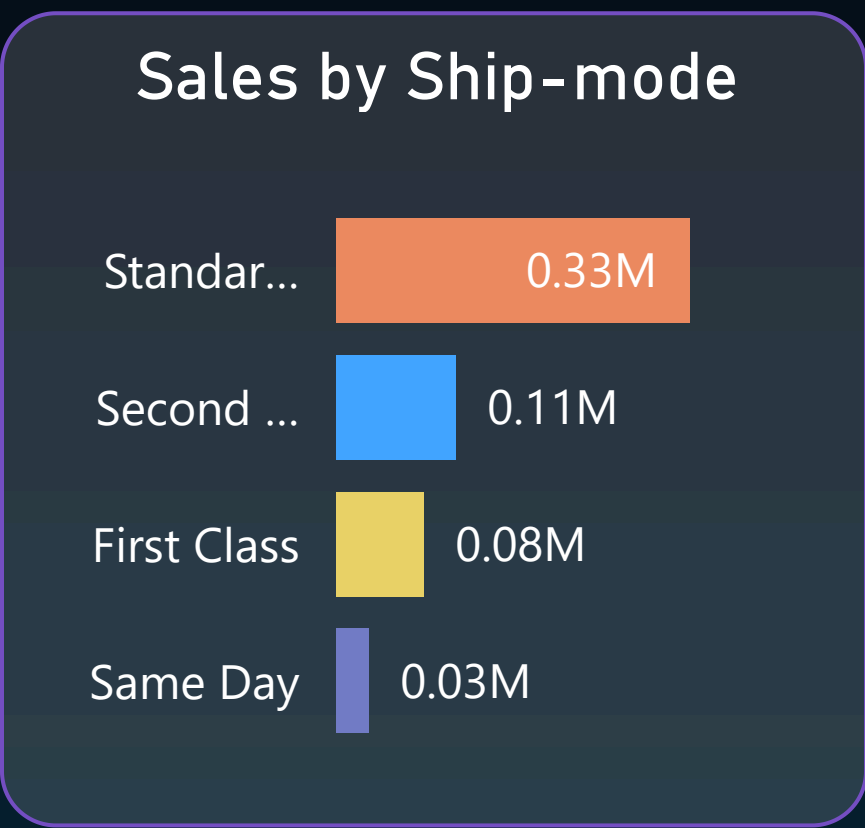 Sales by Ship-mode
Standar... 0.33M
Second ... 0.11M
First Class 0.08M
Same Day 0.03M